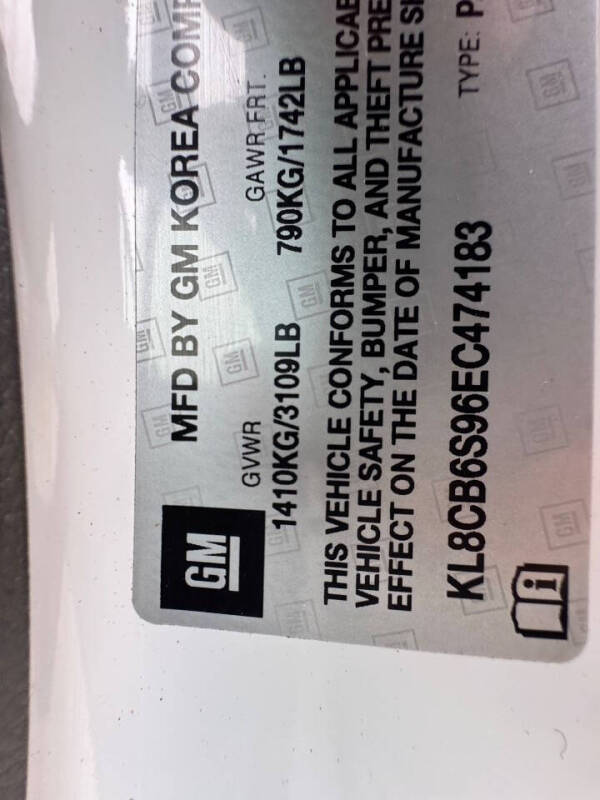 GM
MFD BY GM KOREA COMP
GVWR GAWR FRT.
1410KG/3109LB 790KG/1742LB
THIS VEHICLE CONFORMS TO ALL APPLICABLE
VEHICLE SAFETY, BUMPER, AND THEFT PRE
EFFECT ON THE DATE OF MANUFACTURE S
KL8CB6S96EC474183 TYPE: P
i